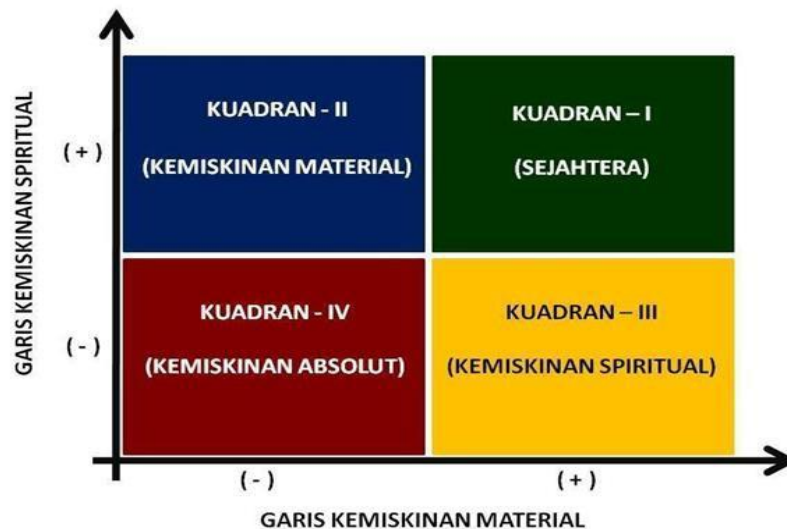 GARIS KEMISKINAN SPIRITUAL
( + )
( - )
KUADRAN - II
(KEMISKINAN MATERIAL)
KUADRAN – I
(SEJAHTERA)
KUADRAN - IV
(KEMISKINAN ABSOLUT)
KUADRAN – III
(KEMISKINAN SPIRITUAL)
( - )
( + )
GARIS KEMISKINAN MATERIAL